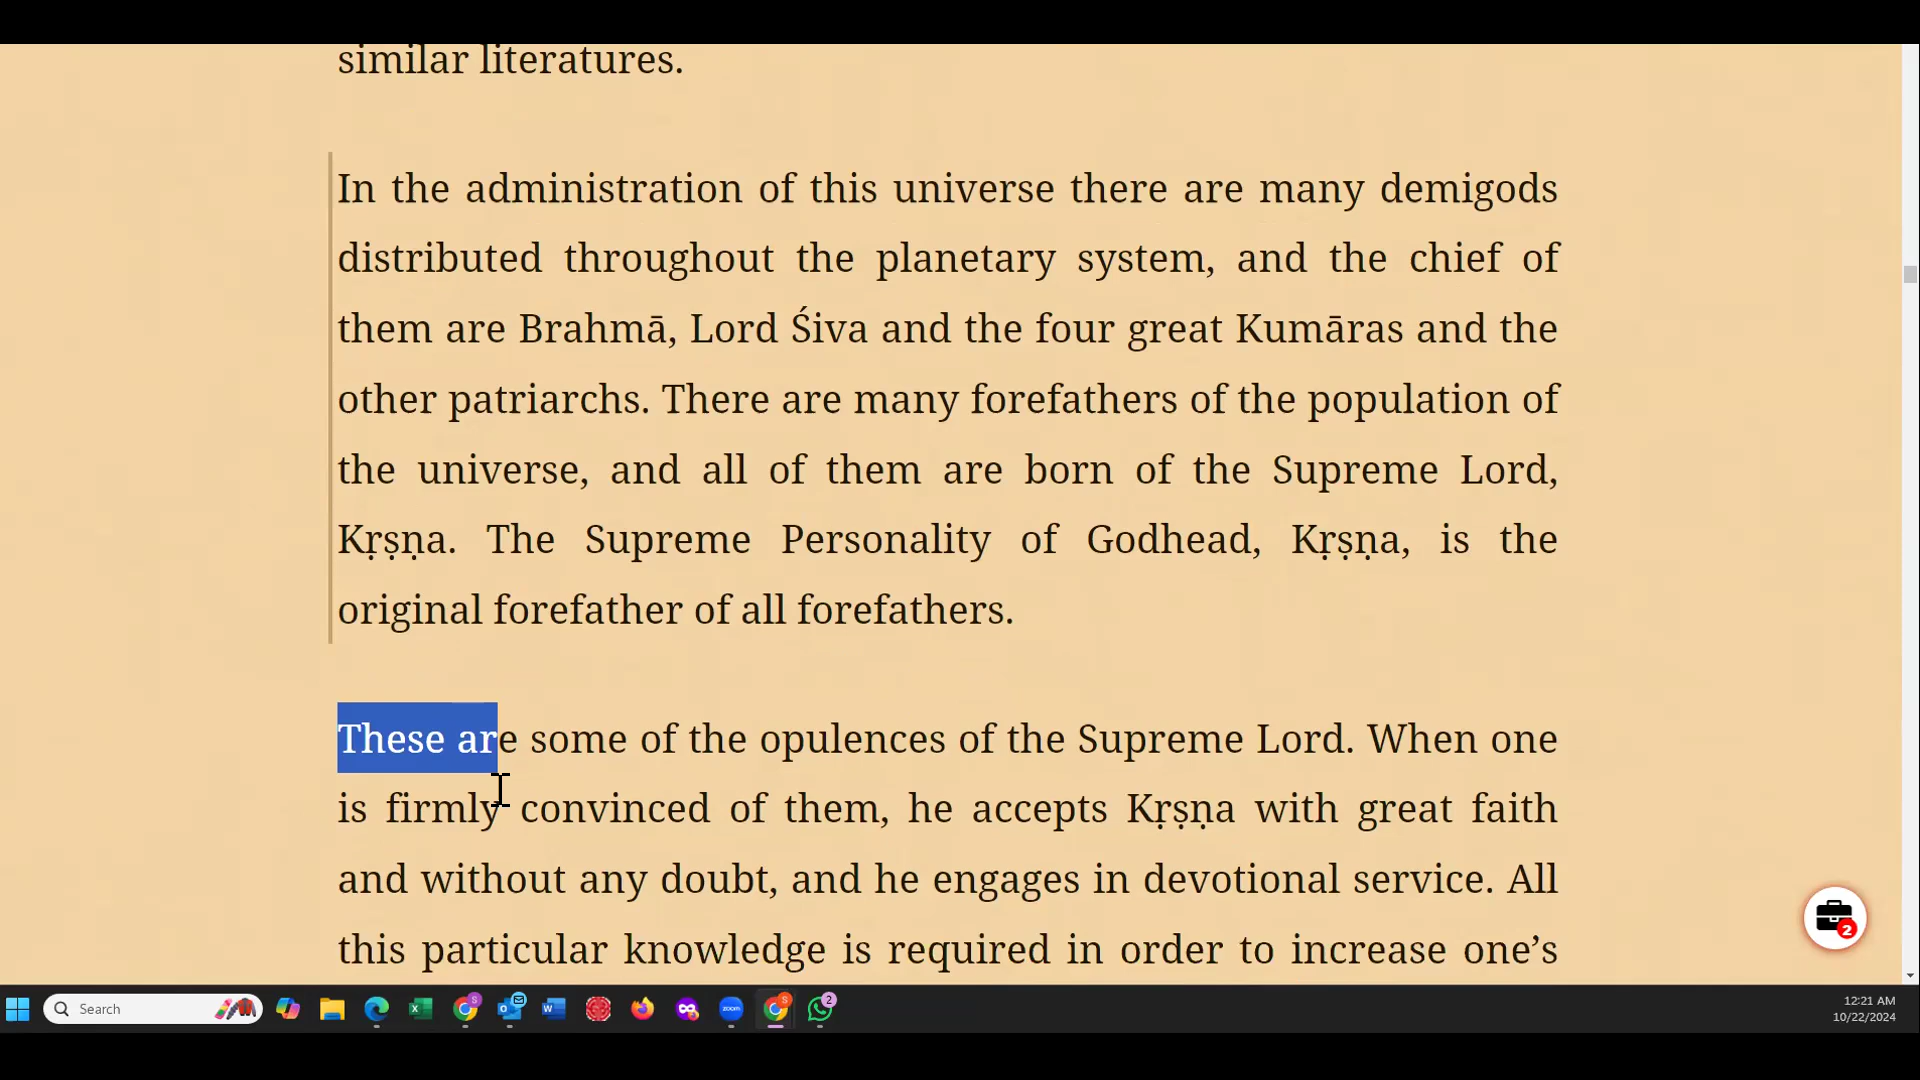 similar literatures.
In the administration of this universe there are many demigods
distributed throughout the planetary system, and the chief of
them are Brahmā, Lord Śiva and the four great Kumāras and the
other patriarchs. There are many forefathers of the population of
the universe, and all of them are born of the Supreme Lord,
Kṛṣṇa. The Supreme Personality of Godhead, Kṛṣṇa, is the
original forefather of all forefathers.
These are some of the opulences of the Supreme Lord. When one
is firmly convinced of them, he accepts Kṛṣṇa with great faith
and without any doubt, and he engages in devotional service. All
this particular knowledge is required in order to increase one’s
2
Search
S
zoom
S
2
12:21 AM
10/22/2024